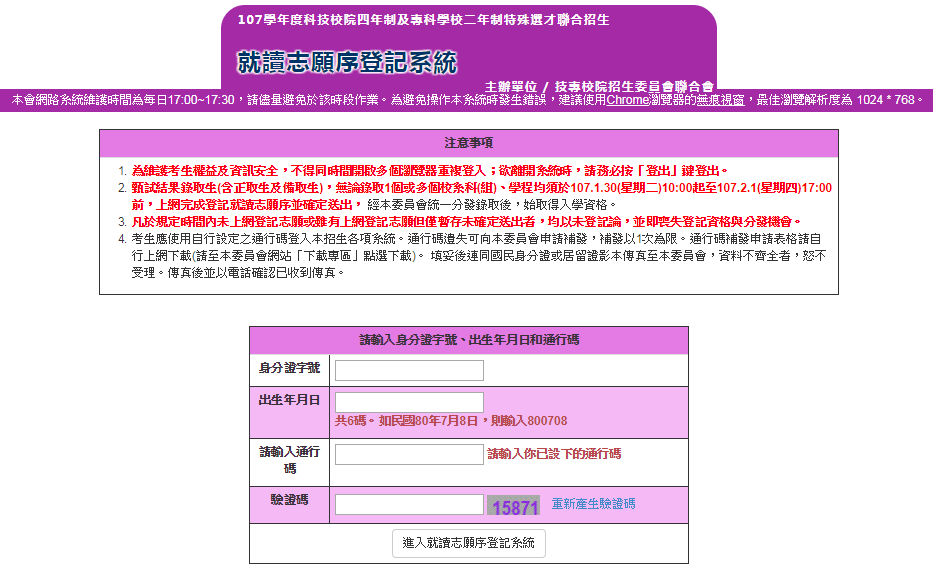 107學年度科技校院四年制及專科學校二年制特殊選才聯合招生
就讀志願序登記系統
主辦單位 / 技專校院招生委員會聯合會
本會網路系統維護時間為每日17:00~17:30，請儘量避免於該時段作業。為避免操作本系統時發生錯誤，建議使用Chrome瀏覽器的無痕視窗，最佳瀏覽解析度為 1024 * 768。
注意事項
1. 為維護考生權益及資訊安全，不得同時間開啟多個瀏覽器重複登入；欲離開系統時，請務必按「登出」鍵登出。
2. 甄試結果錄取生(含正取生及備取生)，無論錄取1個或多個校系科(組)、學程均須於107.1.30(星期二)10:00起至107.2.1(星期四)17:00
前，上網完成登記就讀志願序並確定送出， 經本委員會統一分發錄取後，始取得入學資格。
3. 凡於規定時間內未上網登記志願或雖有上網登記志願但僅暫存未確定送出者，均以未登記論，並即喪失登記資格與分發機會。
4. 考生應使用自行設定之通行碼登入本招生各項系統。通行碼遺失可向本委員會申請補發，補發以1次為限。通行碼補發申請表格請自
行上網下載(請至本委員會網站「下載專區」點選下載)。 填妥後連同國民身分證或居留證影本傳真至本委員會，資料不齊全者，恕不
受理。傳真後並以電話確認已收到傳真。
請輸入身分證字號、出生年月日和通行碼
身分證字號
出生年月日
共6碼。如民國80年7月8日，則輸入800708
請輸入通行
碼
請輸入你已設下的通行碼
驗證碼
15871 重新產生驗證碼
進入就讀志願序登記系統